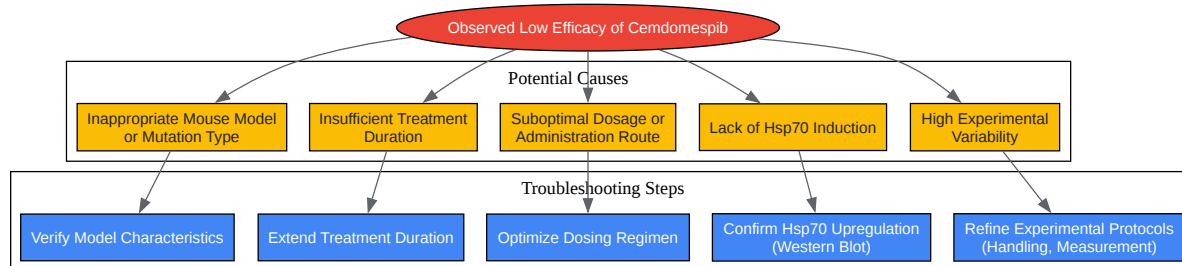 Observed Low Efficacy of Cemdomespib
Potential Causes
Inappropriate Mouse Model
or Mutation Type
Insufficient Treatment
Duration
Suboptimal Dosage or
Administration Route
Lack of Hsp70 Induction
High Experimental
Variability
Troubleshooting Steps
Verify Model Characteristics
Extend Treatment Duration
Optimize Dosing Regimen
Confirm Hsp70 Upregulation
(Western Blot)
Refine Experimental Protocols
(Handling, Measurement)